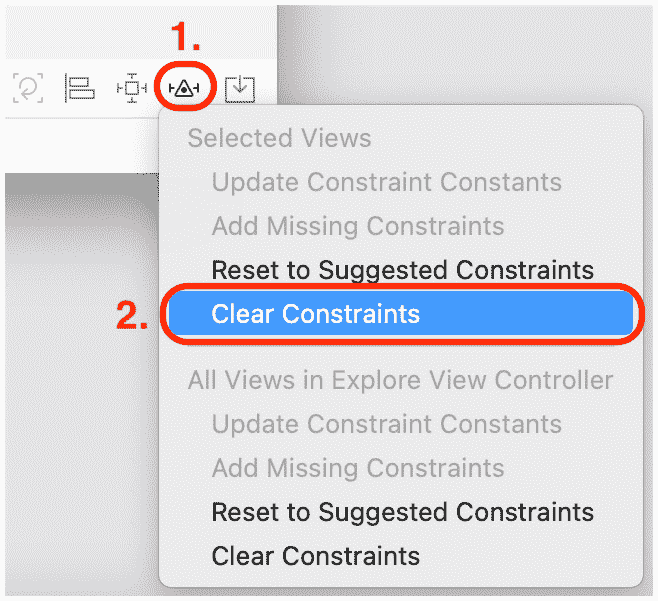 1.
Selected Views
Update Constraint Constants
Add Missing Constraints
Reset to Suggested Constraints
2.
Clear Constraints
All Views in Explore View Controller
Update Constraint Constants
Add Missing Constraints
Reset to Suggested Constraints
Clear Constraints